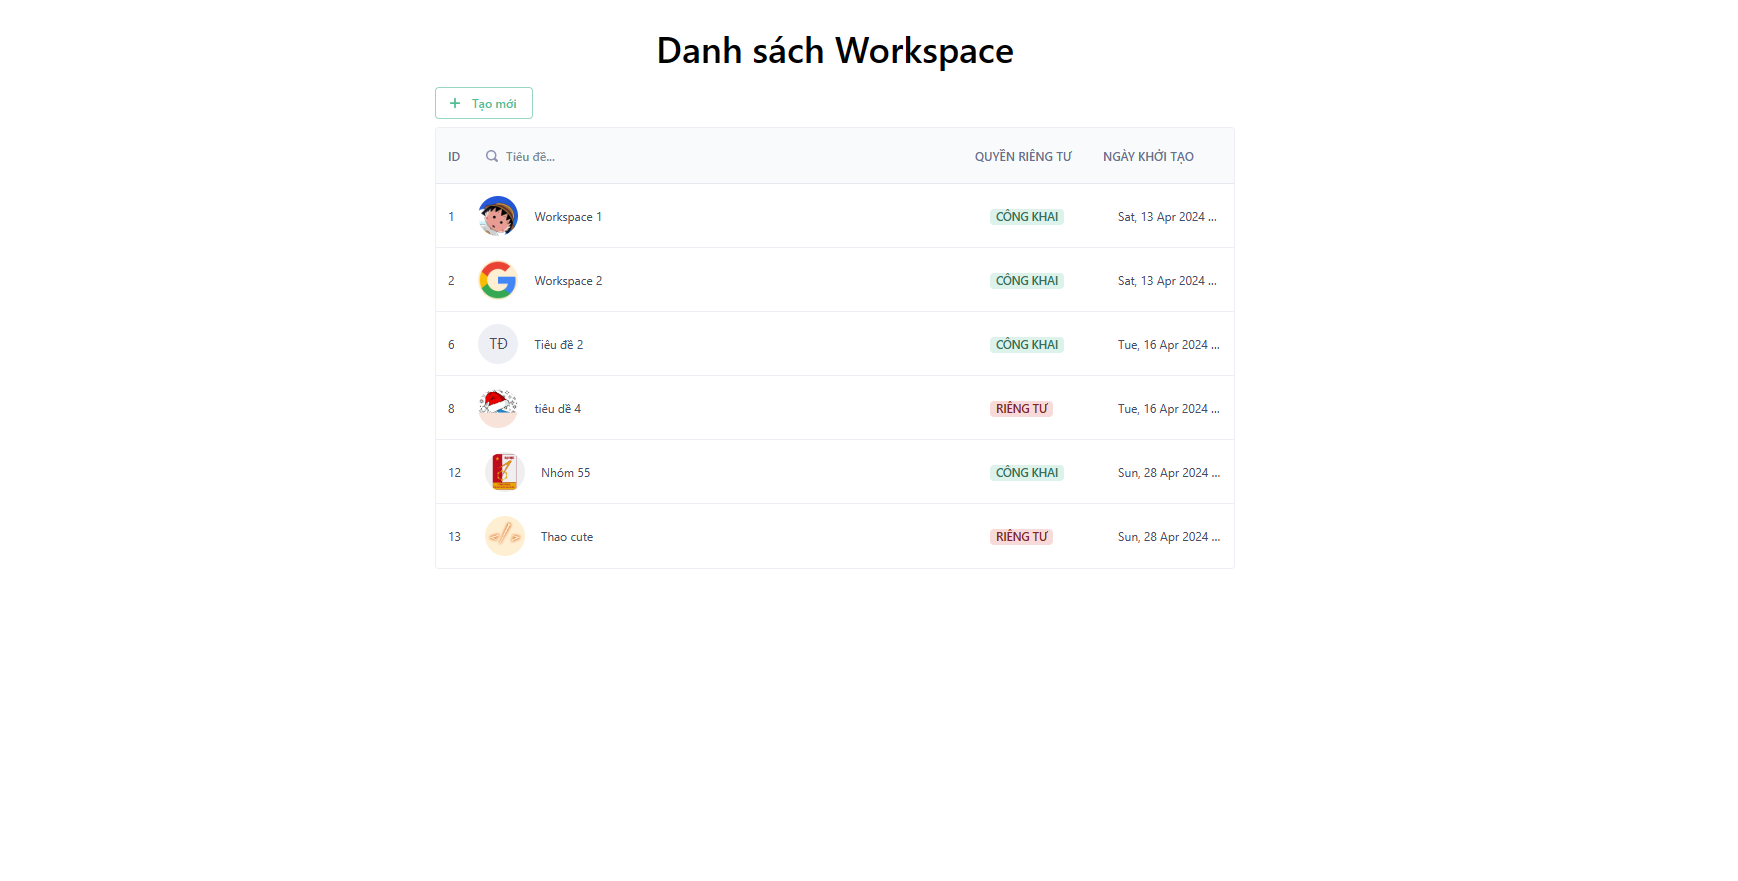 Danh sách Workspace
Tạo mới
ID Tiêu đề... QUYỀN RIÊNG TƯ NGÀY KHỞI TẠO
1 Workspace 1 CÔNG KHAI Sat, 13 Apr 2024 ...
2 Workspace 2 CÔNG KHAI Sat, 13 Apr 2024 ...
6 TĐ Tiêu đề 2 CÔNG KHAI Tue, 16 Apr 2024 ...
8 tiêu dề 4 RIÊNG TƯ Tue, 16 Apr 2024 ...
12 Nhóm 55 CÔNG KHAI Sun, 28 Apr 2024 ...
13 Thao cute RIÊNG TƯ Sun, 28 Apr 2024 ...